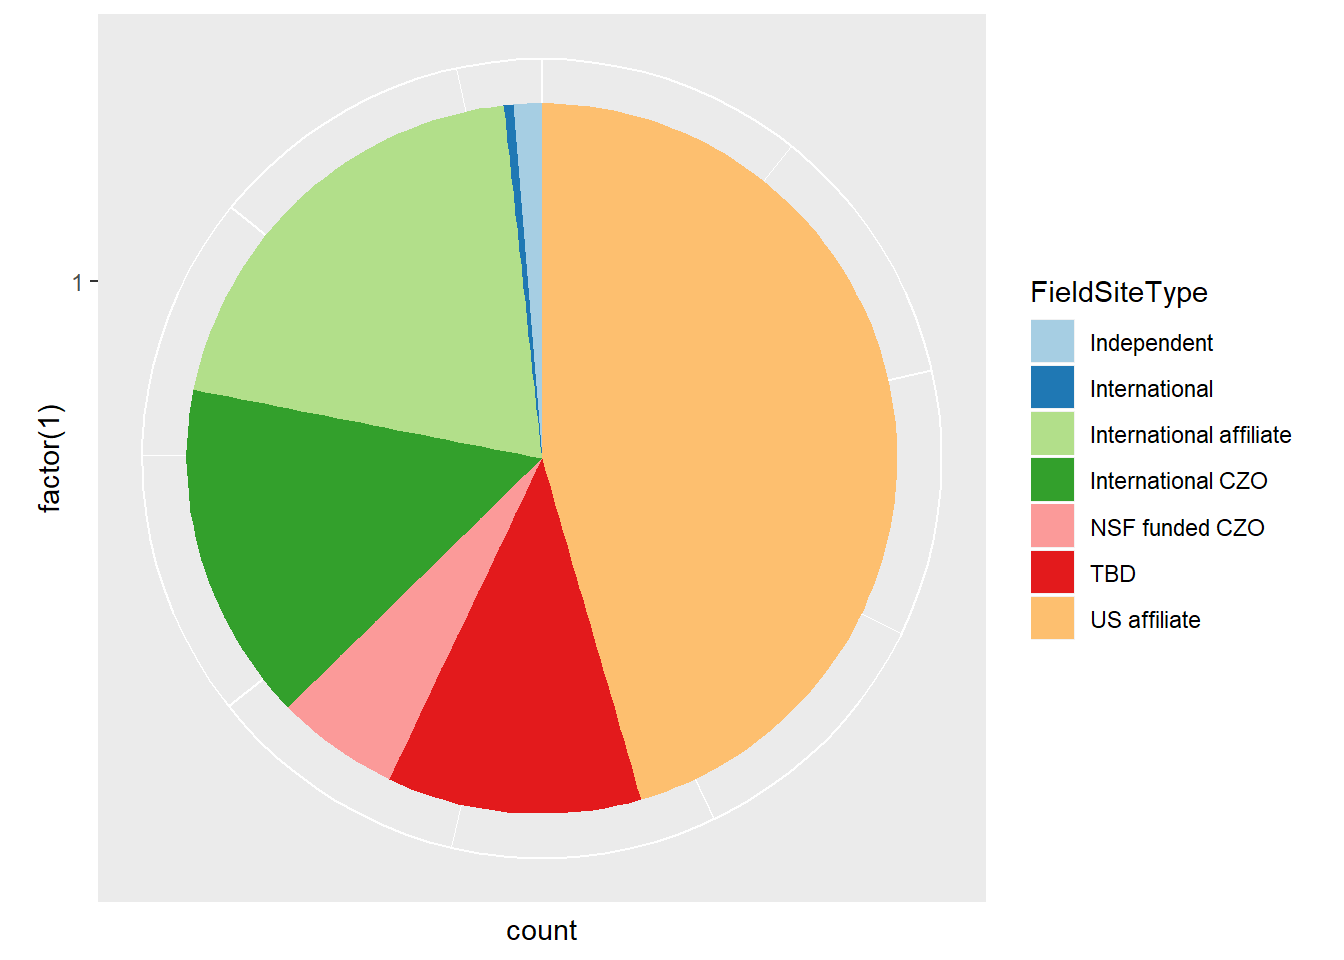 factor(1)
1
count
FieldSiteType
Independent
International
International affiliate
International CZO
NSF funded CZO
TBD
US affiliate